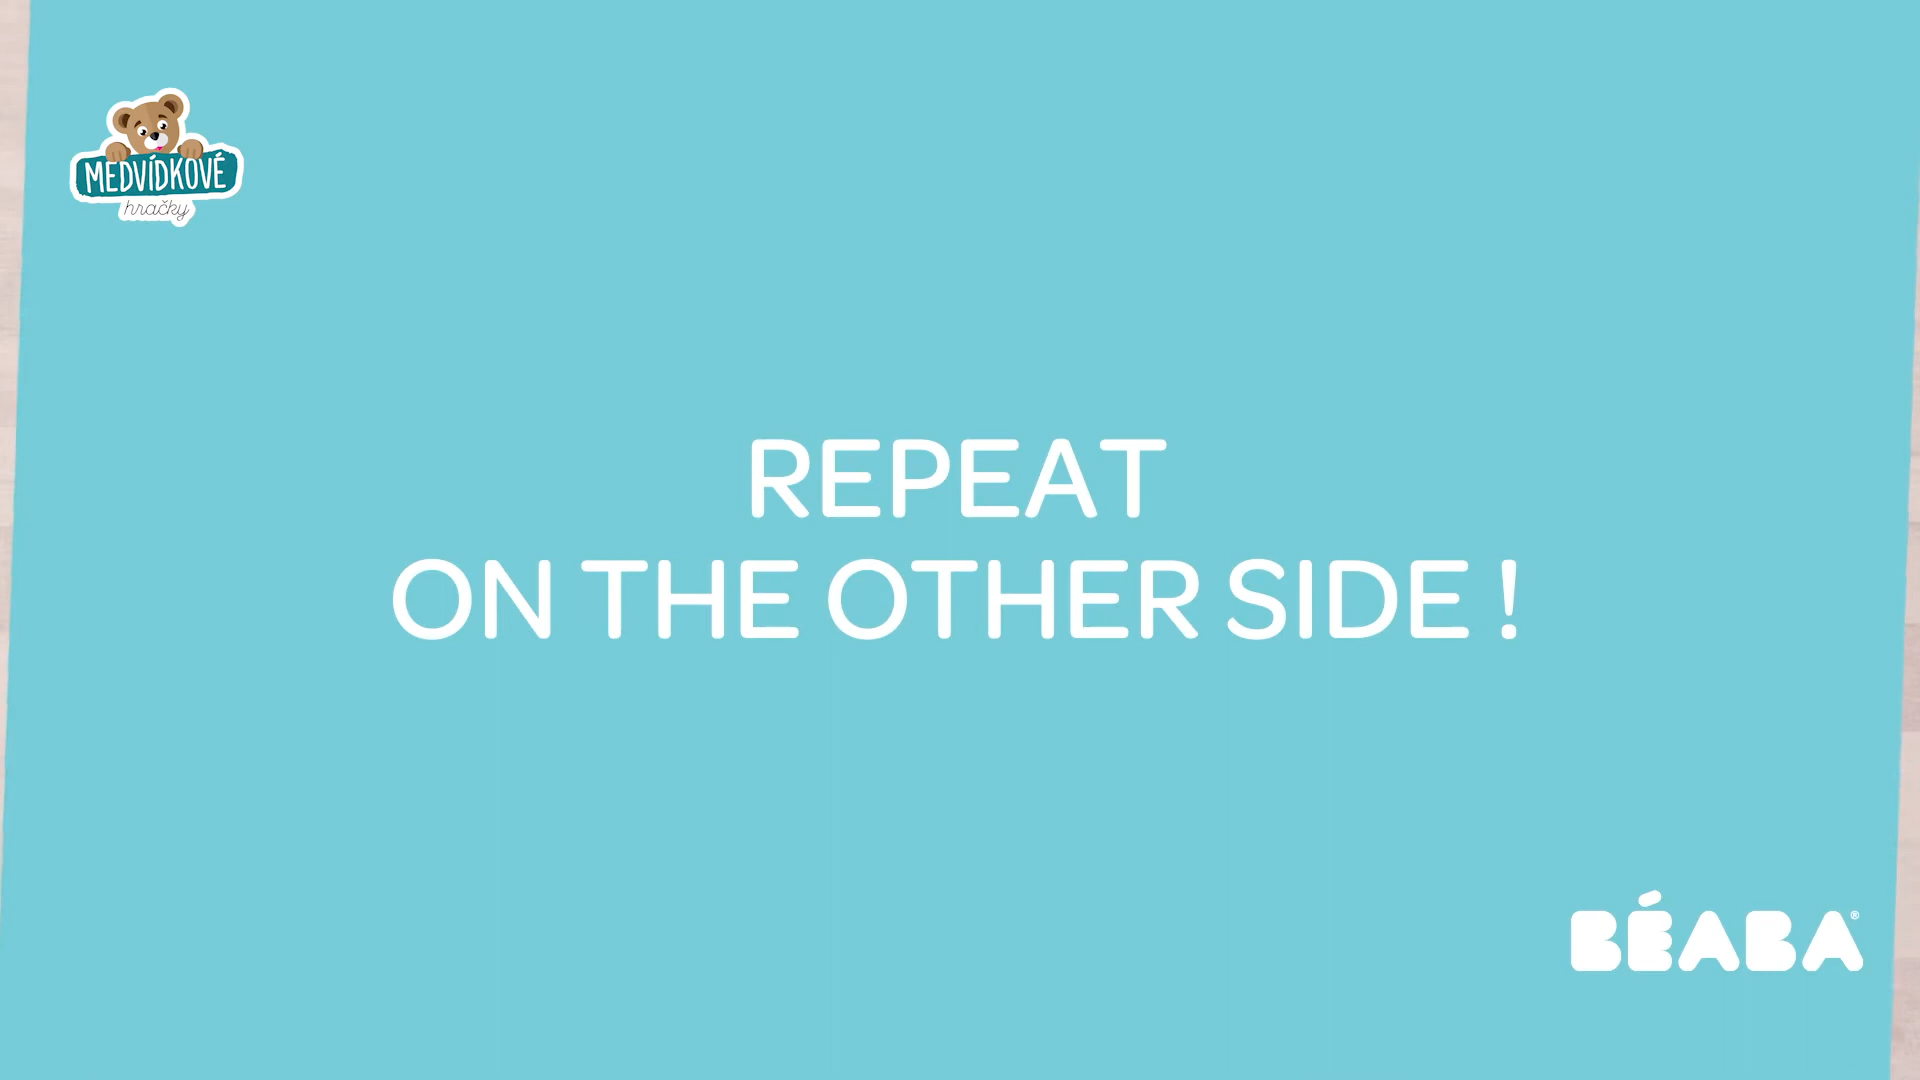 MEDVÍDKOVÉ
hračky
REPEAT
ON THE OTHER SIDE !
BÉABA®